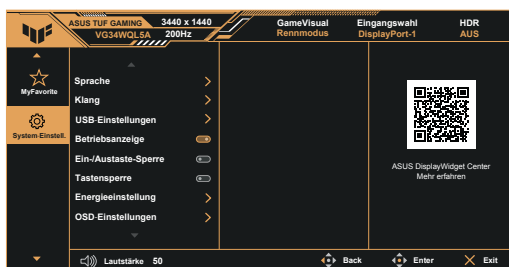 ASUS TUF GAMING 3440 x 1440
VG34WQL5A 200Hz
GameVisual Eingangswahl HDR
Rennmodus DisplayPort-1 AUS
MyFavorite
System-Einstell.
Sprache
Klang
USB-Einstellungen
Betriebsanzeige
Ein-/Austaste-Sperre
Tastensperre
Energieeinstellung
OSD-Einstellungen
ASUS DisplayWidget Center
Mehr erfahren
Lautstärke 50
Back Enter Exit